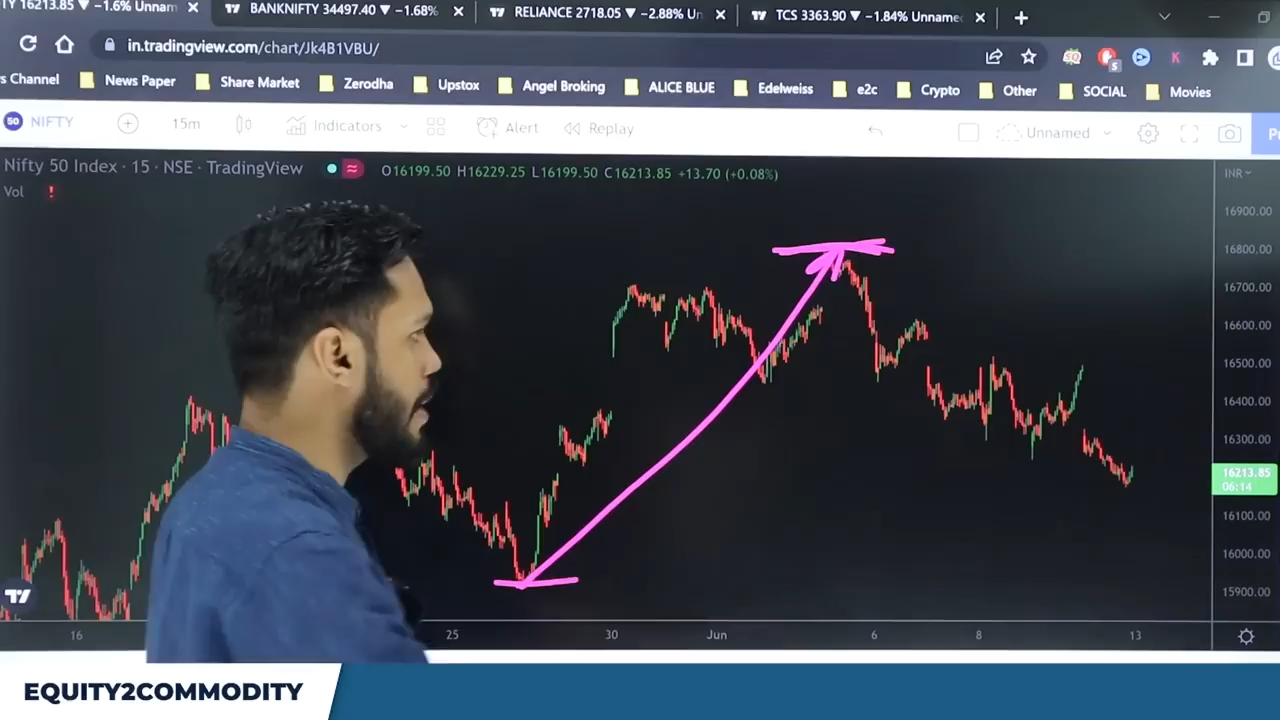 TY 16213.85 ▼ −1.6% Unnam
BANKNIFTY 34497.40 ▼ −1.68%
RELIANCE 2718.05 ▼ −2.88% Un
TCS 3363.90 ▼ −1.84% Unname
in.tradingview.com/chart/Jk4B1VBU/
s Channel
News Paper
Share Market
Zerodha
Upstox
Angel Broking
ALICE BLUE
Edelweiss
e2c
Crypto
Other
SOCIAL
Movies
50 NIFTY
15m
Indicators
Alert
Replay
Unnamed
Nifty 50 Index · 15 · NSE · TradingView
O16199.50 H16229.25 L16199.50 C16213.85 +13.70 (+0.08%)
INR
Vol !
16900.00
16800.00
16700.00
16600.00
16500.00
16400.00
16300.00
16213.85
06:14
16100.00
16000.00
15900.00
16 25 30 Jun 6 8 13
EQUITY2COMMODITY